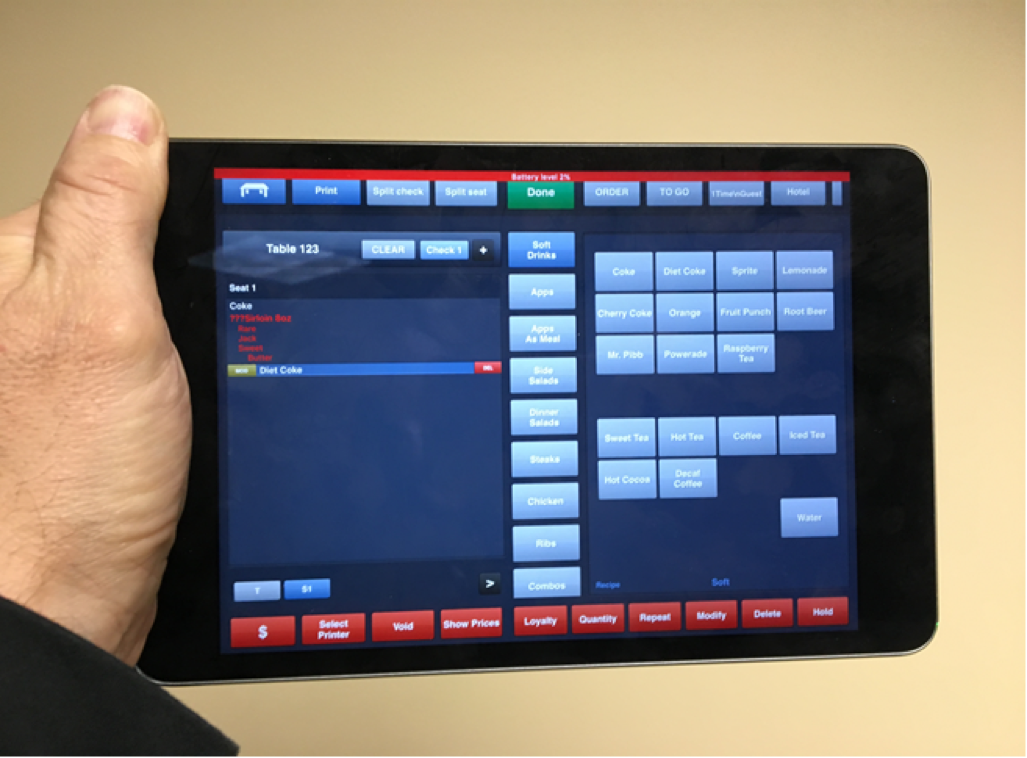 Battery level 2%
Print
Split check
Split seat
Done
ORDER
TO GO
1Time\nGuest
Hotel
Table 123
CLEAR
Check 1
+
Seat 1
Coke
???Sirloin 8oz
Rare
Jack
Sweet
Butter
MOD
Diet Coke
DEL
T
S1
>
Soft
Drinks
Apps
Apps
As Meal
Side
Salads
Dinner
Salads
Steaks
Chicken
Ribs
Combos
Coke
Diet Coke
Sprite
Lemonade
Cherry Coke
Orange
Fruit Punch
Root Beer
Mr. Pibb
Powerade
Raspberry
Tea
Sweet Tea
Hot Tea
Coffee
Iced Tea
Hot Cocoa
Decaf
Coffee
Water
Recipe
Soft
$
Select
Printer
Void
Show Prices
Loyalty
Quantity
Repeat
Modify
Delete
Hold